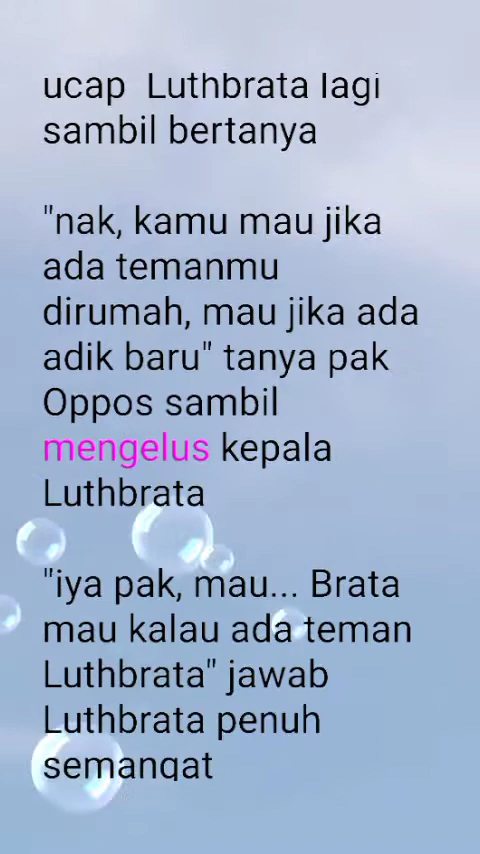 ucap Luthbrata lagi
sambil bertanya
"nak, kamu mau jika
ada temanmu
dirumah, mau jika ada
adik baru" tanya pak
Oppos sambil
mengelus kepala
Luthbrata
"iya pak, mau... Brata
mau kalau ada teman
Luthbrata" jawab
Luthbrata penuh
semangat